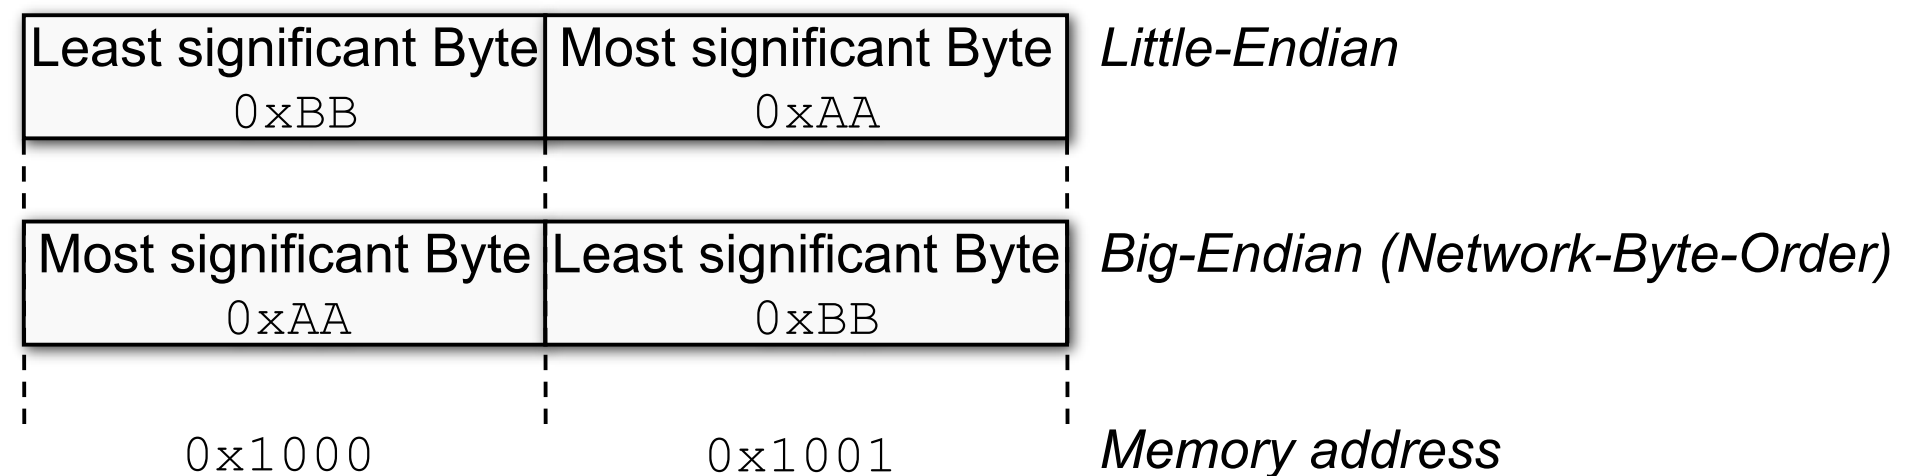 Least significant Byte Most significant Byte Little-Endian
0xBB 0xAA
Most significant Byte Least significant Byte Big-Endian (Network-Byte-Order)
0xAA 0xBB
0x1000 0x1001 Memory address